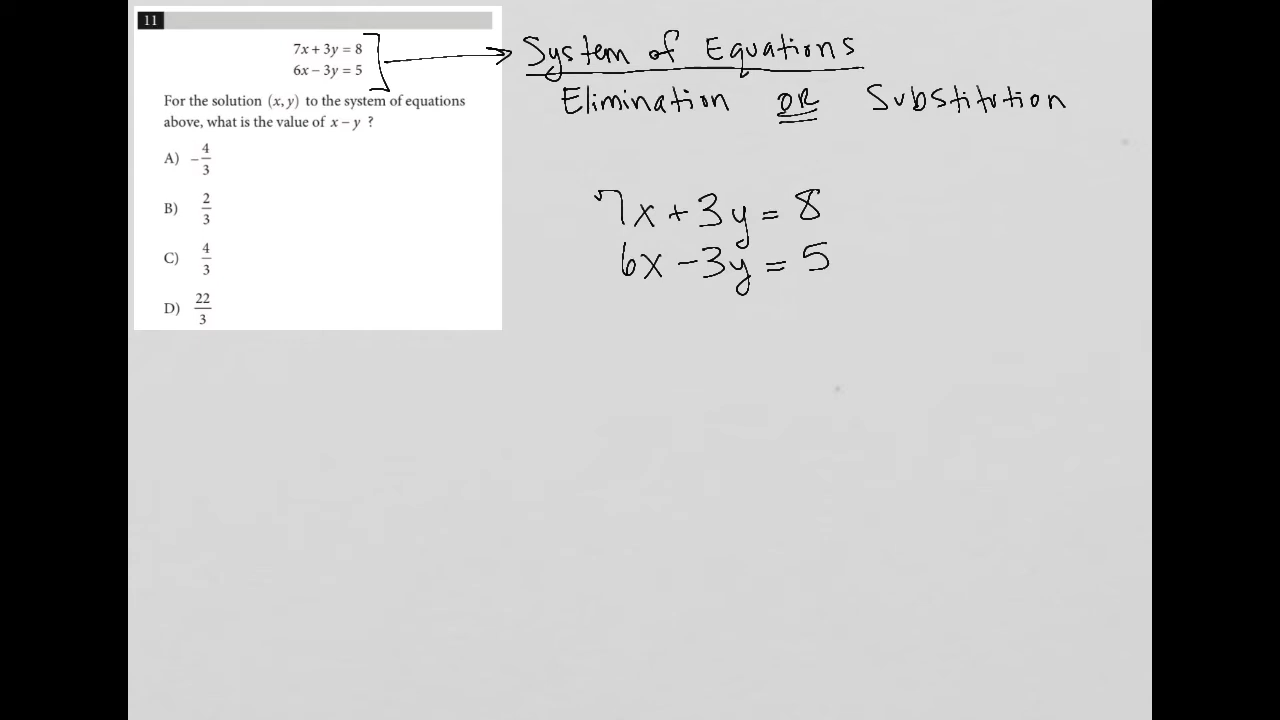 11
7x + 3y = 8
6x − 3y = 5
For the solution (x, y) to the system of equations
above, what is the value of x − y ?
A) −4/3
B) 2/3
C) 4/3
D) 22/3
System of Equations
Elimination OR Substitution
7x + 3y = 8
6x − 3y = 5